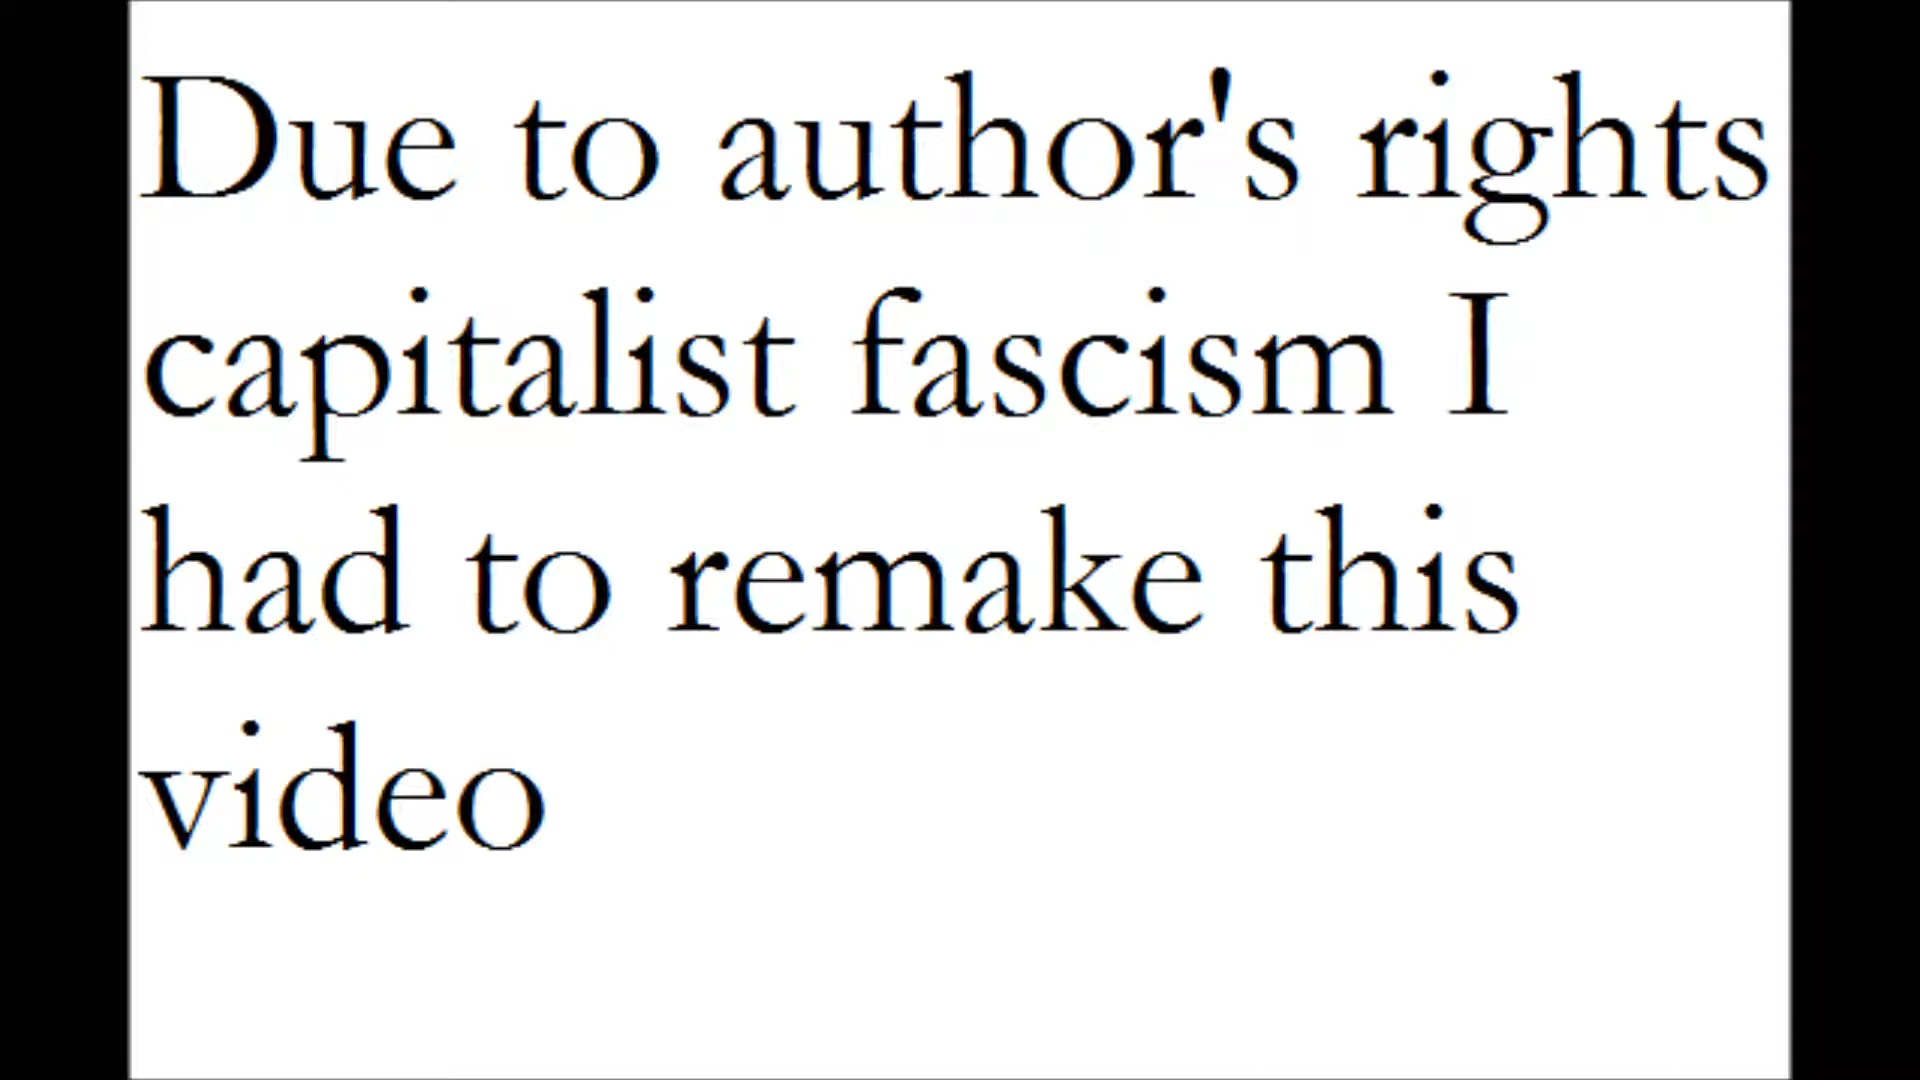 Due to author's rights
capitalist fascism I
had to remake this
video